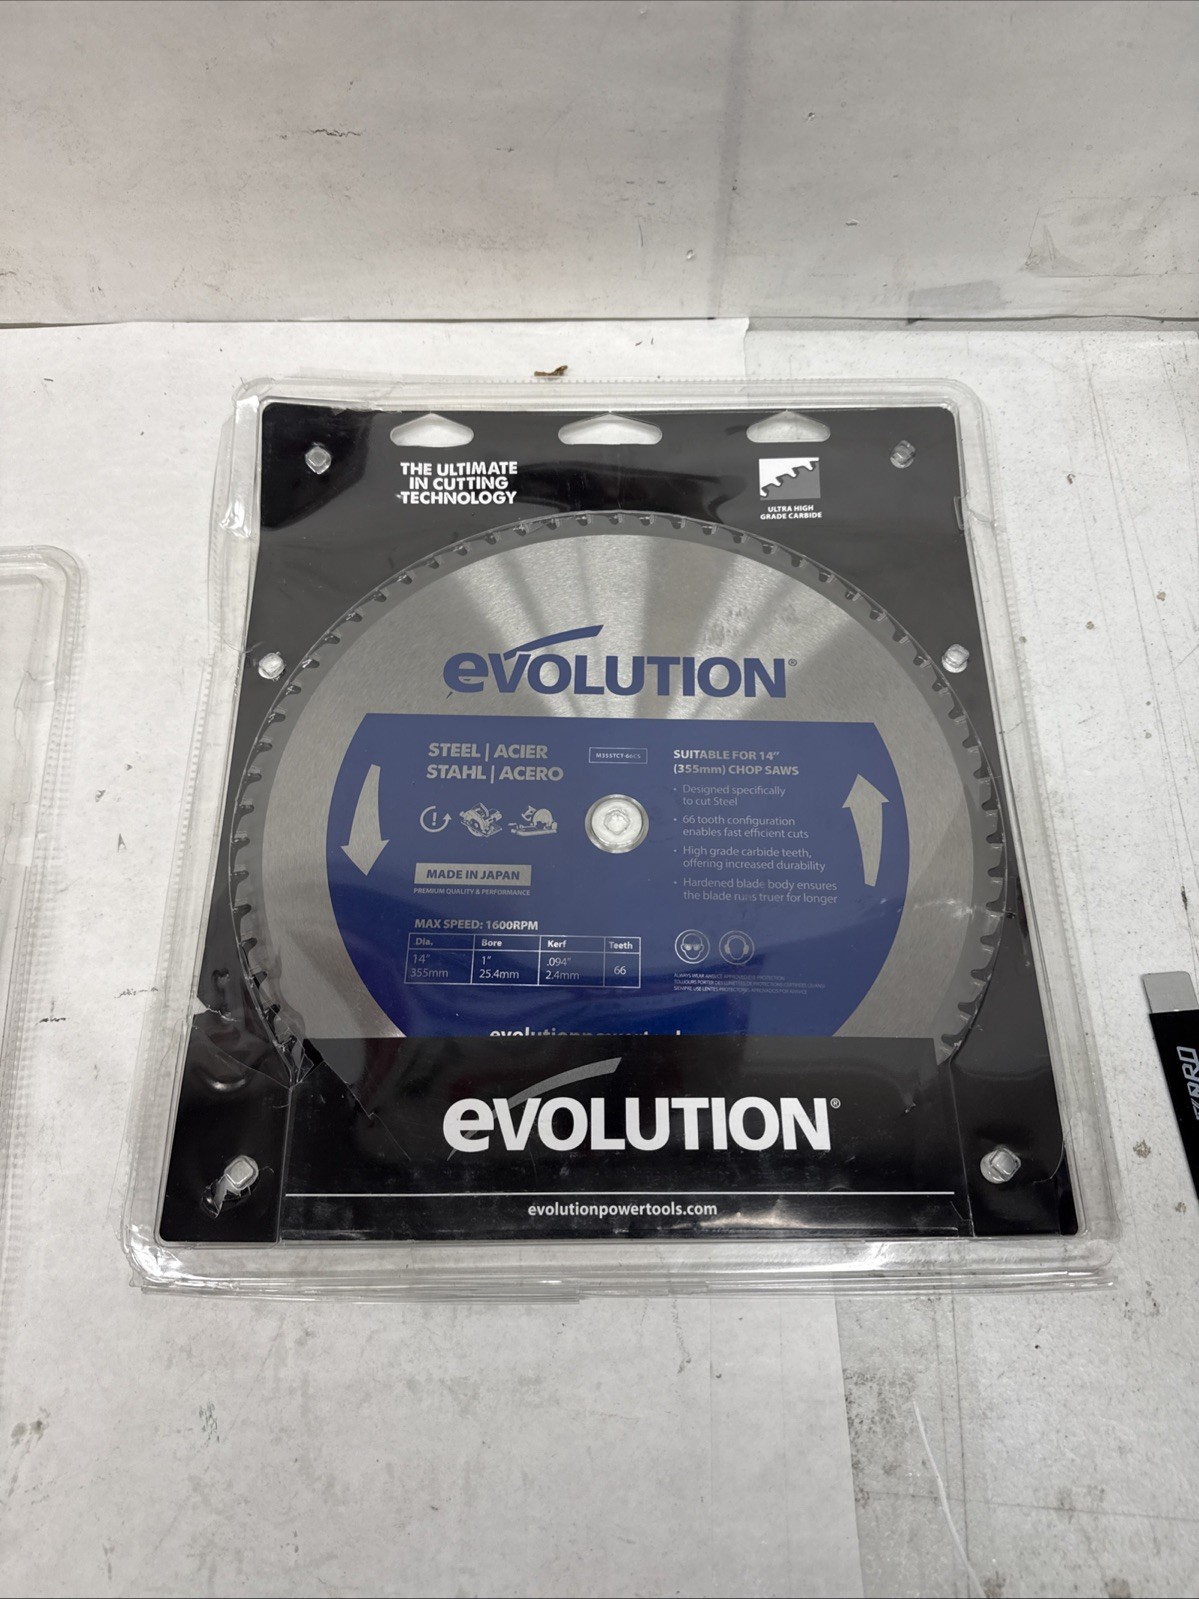 THE ULTIMATE
IN CUTTING
TECHNOLOGY
ULTRA HIGH
GRADE CARBIDE
evolution®
STEEL | ACIER
STAHL | ACERO
M355TCT-66CS
SUITABLE FOR 14"
(355mm) CHOP SAWS
• Designed specifically
to cut Steel
• 66 tooth configuration
enables fast efficient cuts
• High grade carbide teeth,
offering increased durability
• Hardened blade body ensures
the blade runs truer for longer
MADE IN JAPAN
PREMIUM QUALITY & PERFORMANCE
MAX SPEED: 1600RPM
Dia. Bore Kerf Teeth
14" 1" .094"
355mm 25.4mm 2.4mm 66
evolution®
evolutionpowertools.com